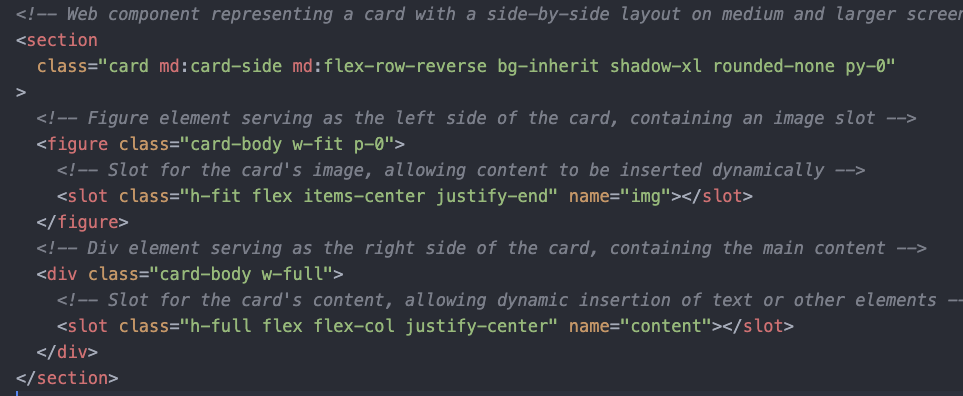 <!-- Web component representing a card with a side-by-side layout on medium and larger screen
<section
class="card md:card-side md:flex-row-reverse bg-inherit shadow-xl rounded-none py-0"
>
<!-- Figure element serving as the left side of the card, containing an image slot -->
<figure class="card-body w-fit p-0">
<!-- Slot for the card's image, allowing content to be inserted dynamically -->
<slot class="h-fit flex items-center justify-end" name="img"></slot>
</figure>
<!-- Div element serving as the right side of the card, containing the main content -->
<div class="card-body w-full">
<!-- Slot for the card's content, allowing dynamic insertion of text or other elements -
<slot class="h-full flex flex-col justify-center" name="content"></slot>
</div>
</section>